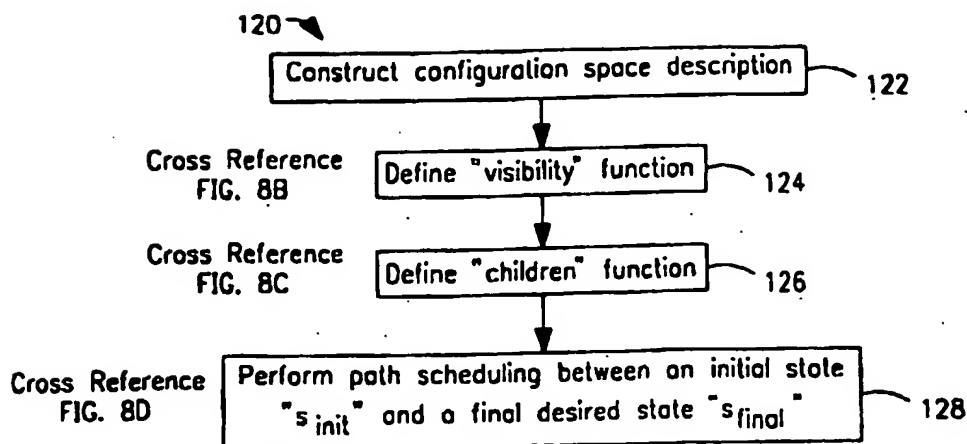 120
Construct configuration space description
122
Cross Reference
FIG. 8B
Define "visibility" function
124
Cross Reference
FIG. 8C
Define "children" function
126
Cross Reference
FIG. 8D
Perform path scheduling between an initial state
"s init" and a final desired state "s final"
128